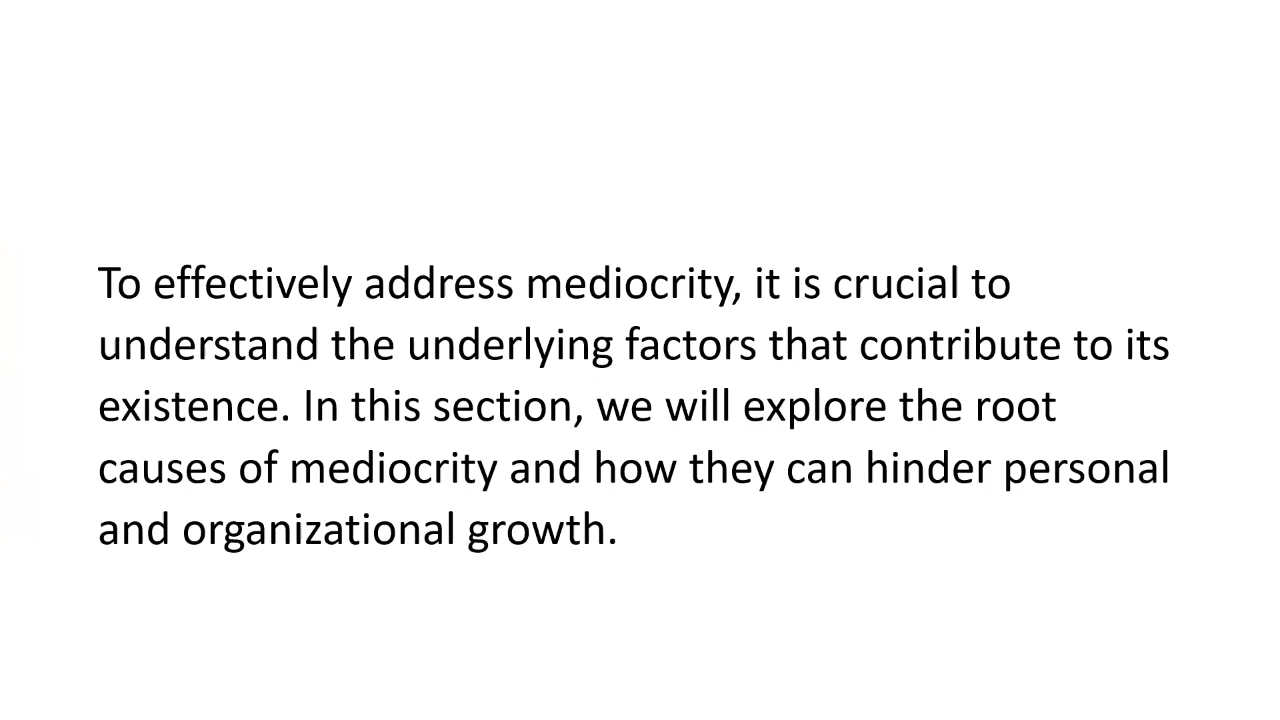 To effectively address mediocrity, it is crucial to
understand the underlying factors that contribute to its
existence. In this section, we will explore the root
causes of mediocrity and how they can hinder personal
and organizational growth.